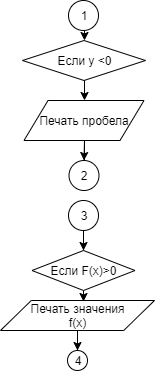 1
Если y <0
Печать пробела
2
3
Если F(x)>0
Печать значения
f(x)
4